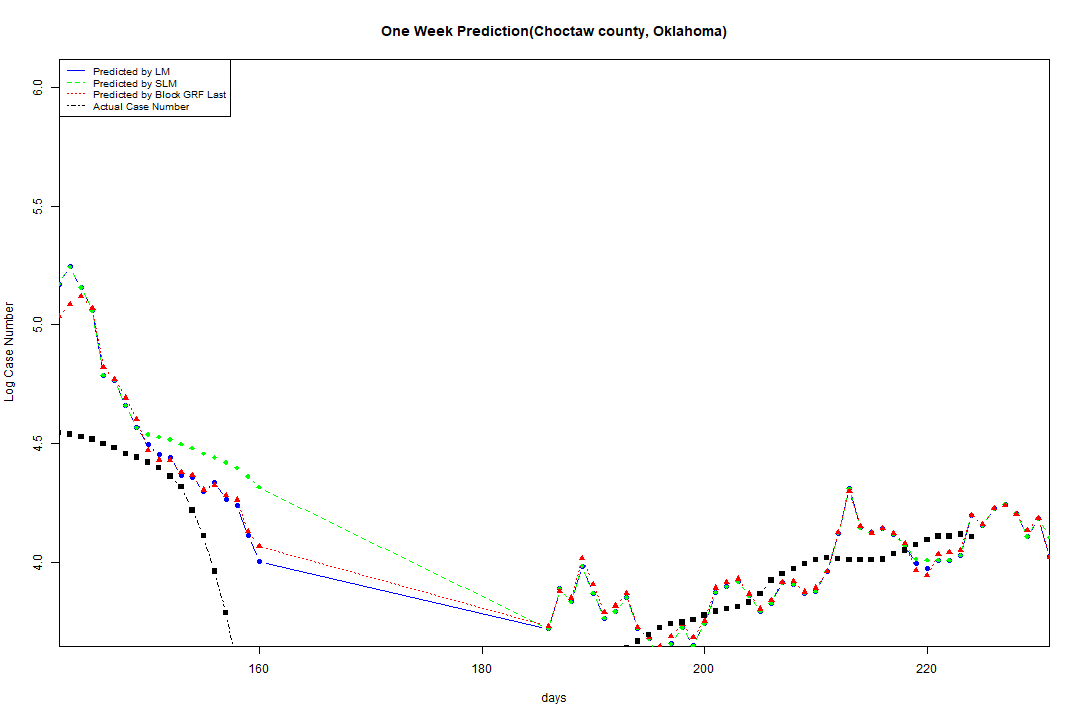 One Week Prediction(Choctaw county, Oklahoma)
Predicted by LM
Predicted by SLM
Predicted by Block GRF Last
Actual Case Number
6.0
5.5
5.0
4.5
4.0
Log Case Number
160 180 200 220
days